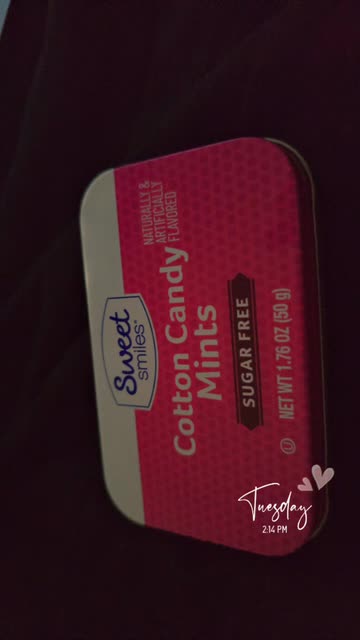 Sweet
smiles™
NATURALLY &
ARTIFICIALLY
FLAVORED
Cotton Candy
Mints
SUGAR FREE
NET WT 1.76 OZ (50 g)
U
Tuesday
2:14 PM